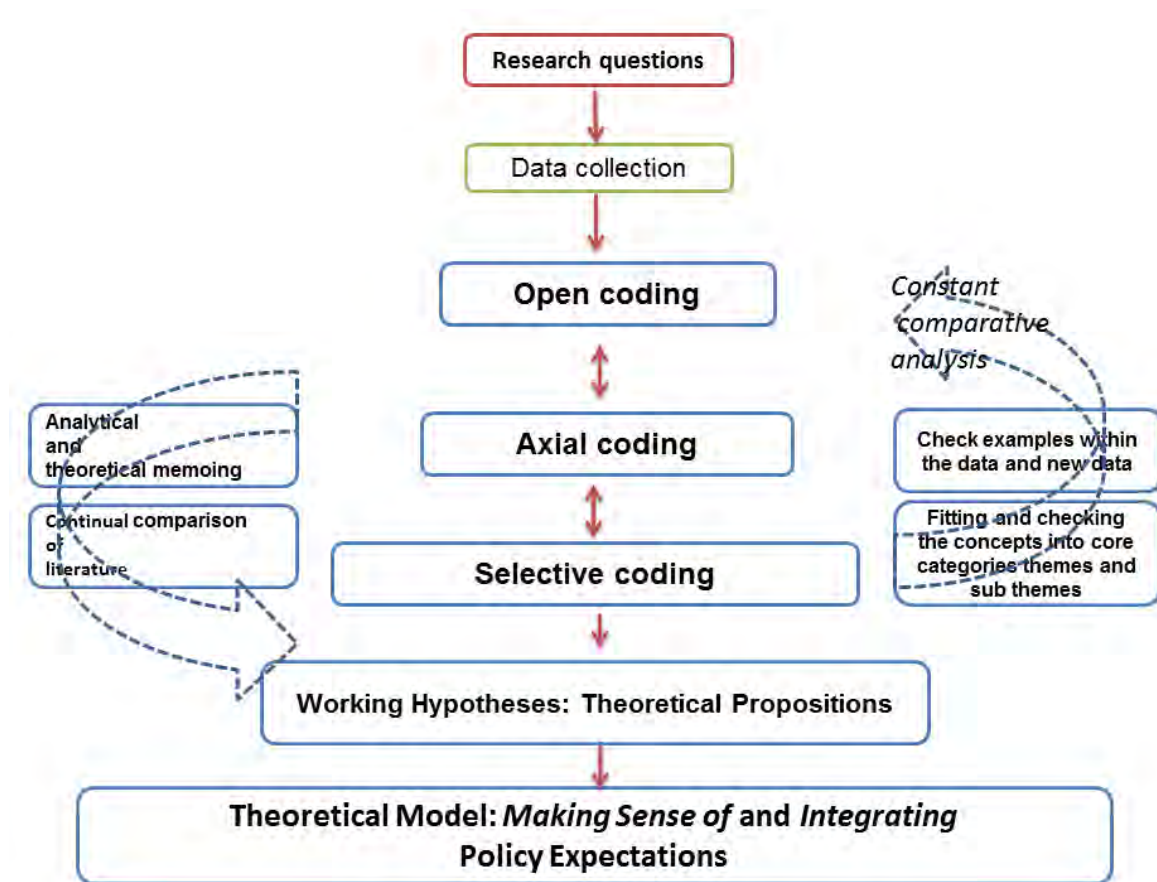 Research questions
Data collection
Open coding
Constant
comparative
analysis
Analytical
and
theoretical memoing
Axial coding
Check examples within
the data and new data
Continual comparison
of
literature
Selective coding
Fitting and checking
the concepts into core
categories themes and
sub themes
Working Hypotheses: Theoretical Propositions
Theoretical Model: Making Sense of and Integrating
Policy Expectations